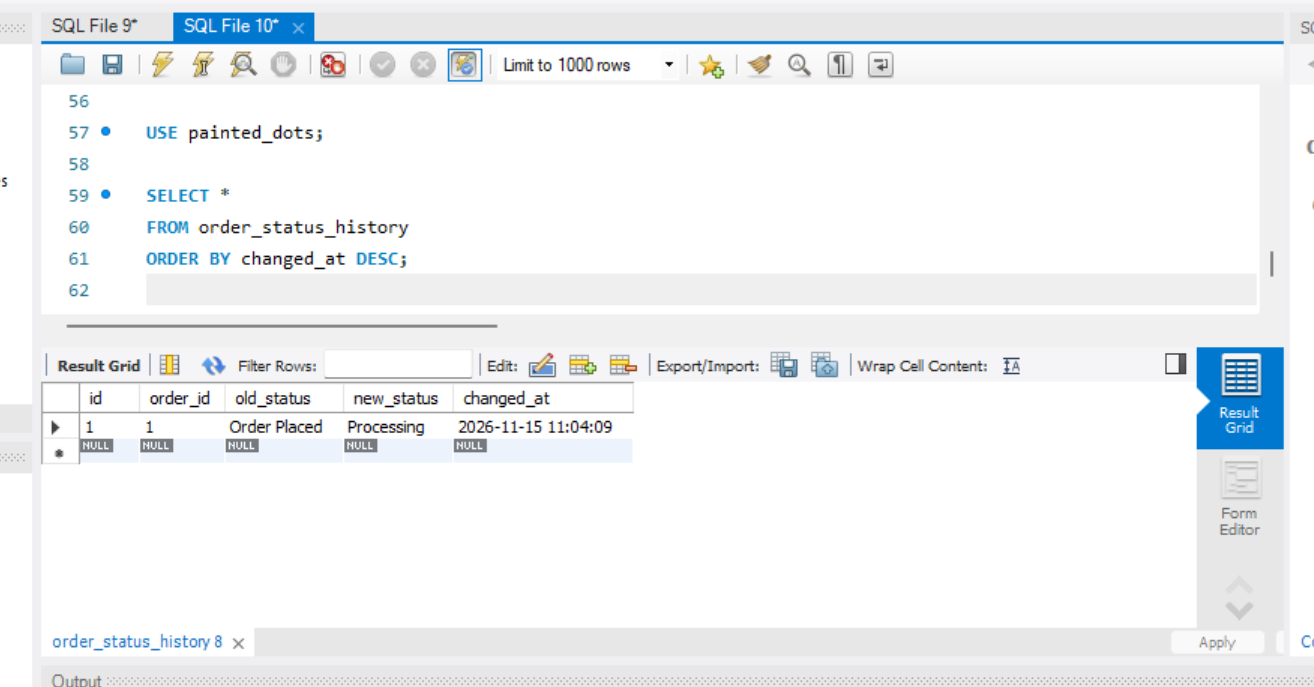 SQL File 9*
SQL File 10*
Limit to 1000 rows
56
57 USE painted_dots;
58
59 SELECT *
60 FROM order_status_history
61 ORDER BY changed_at DESC;
62
Result Grid Filter Rows: Edit: Export/Import: Wrap Cell Content:
id order_id old_status new_status changed_at
1 1 Order Placed Processing 2026-11-15 11:04:09
NULL NULL NULL NULL NULL
Result
Grid
Form
Editor
order_status_history 8
Apply
Output